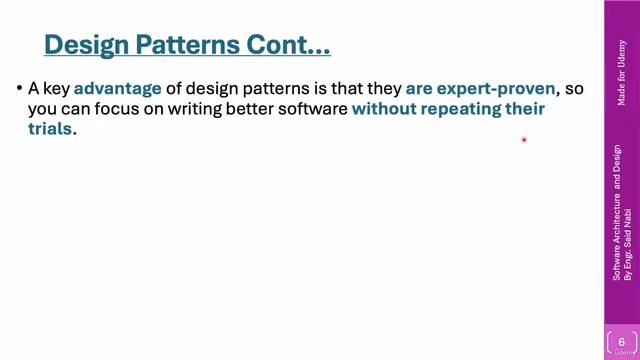 Design Patterns Cont...
• A key advantage of design patterns is that they are expert-proven, so
you can focus on writing better software without repeating their
trials.
Made for Udemy
Software Architecture and Design
By Engr. Said Nabi
6
Udemy